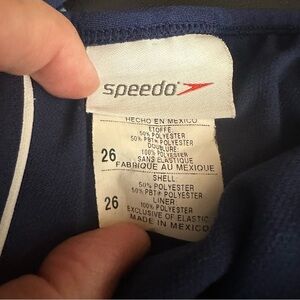 speedo
HECHO EN MEXICO
ETOFFE
50% POLYESTER
50% PBT® POLYESTER
DOUBLURE:
100% POLYESTER
SANS ELASTIQUE
26
FABRIQUE AU MEXIQUE
SHELL
50% POLYESTER
50% PBT® POLYESTER
LINER
26
100% POLYESTER
EXCLUSIVE OF ELASTIC
MADE IN MEXICO